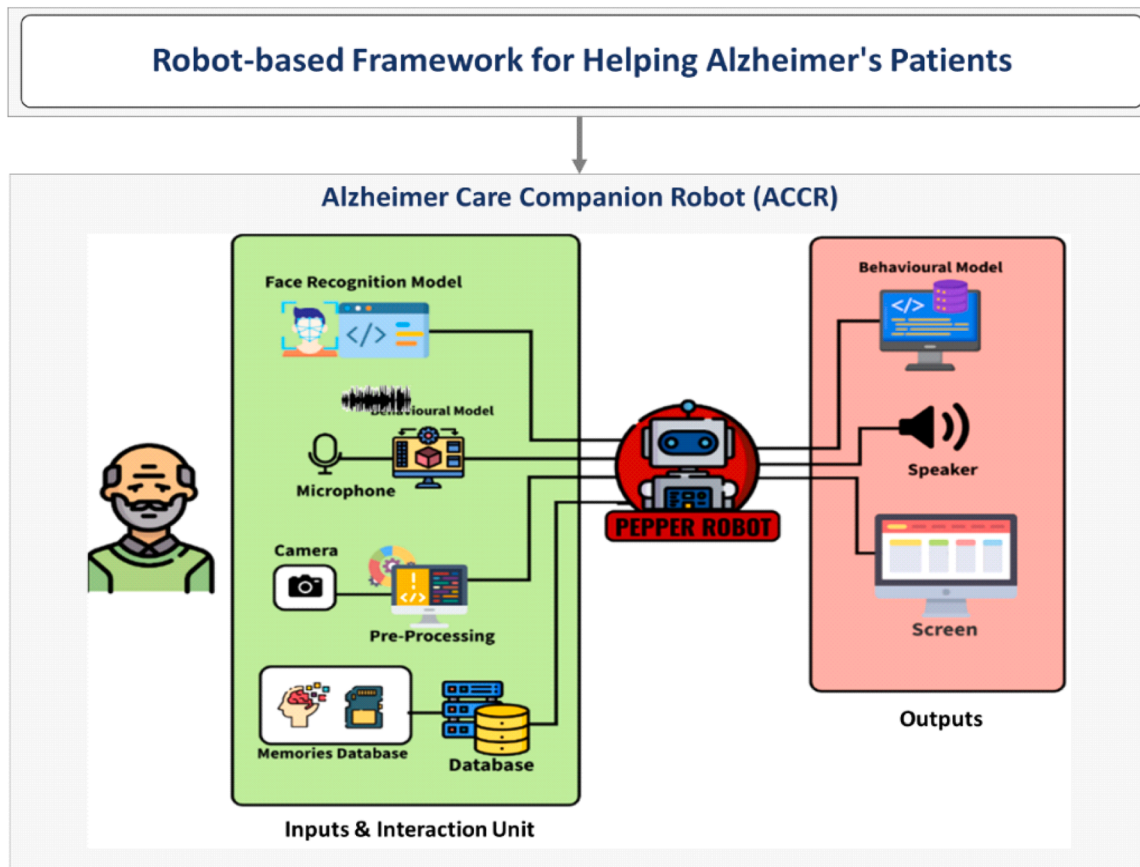 Robot-based Framework for Helping Alzheimer's Patients
Alzheimer Care Companion Robot (ACCR)
Face Recognition Model
Behavioural Model
Microphone
Camera
Pre-Processing
Memories Database
Database
Inputs & Interaction Unit
PEPPER ROBOT
Behavioural Model
Speaker
Screen
Outputs